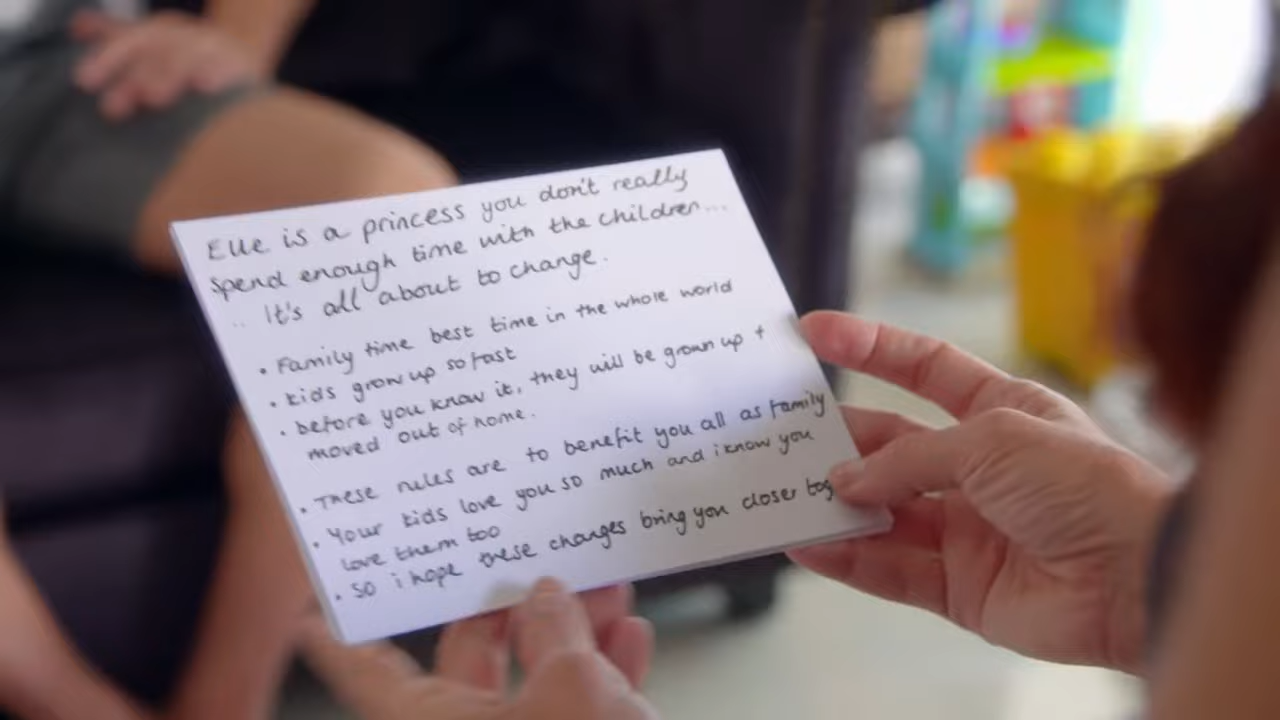 Elle is a princess you don't really
spend enough time with the children...
.. It's all about to change.
• Family time best time in the whole world
• kids grow up so fast
• before you know it, they will be grown up +
moved out of home.
• These rules are to benefit you all as family
• Your kids love you so much and i know you
love them too
• so i hope these changes bring you closer tog